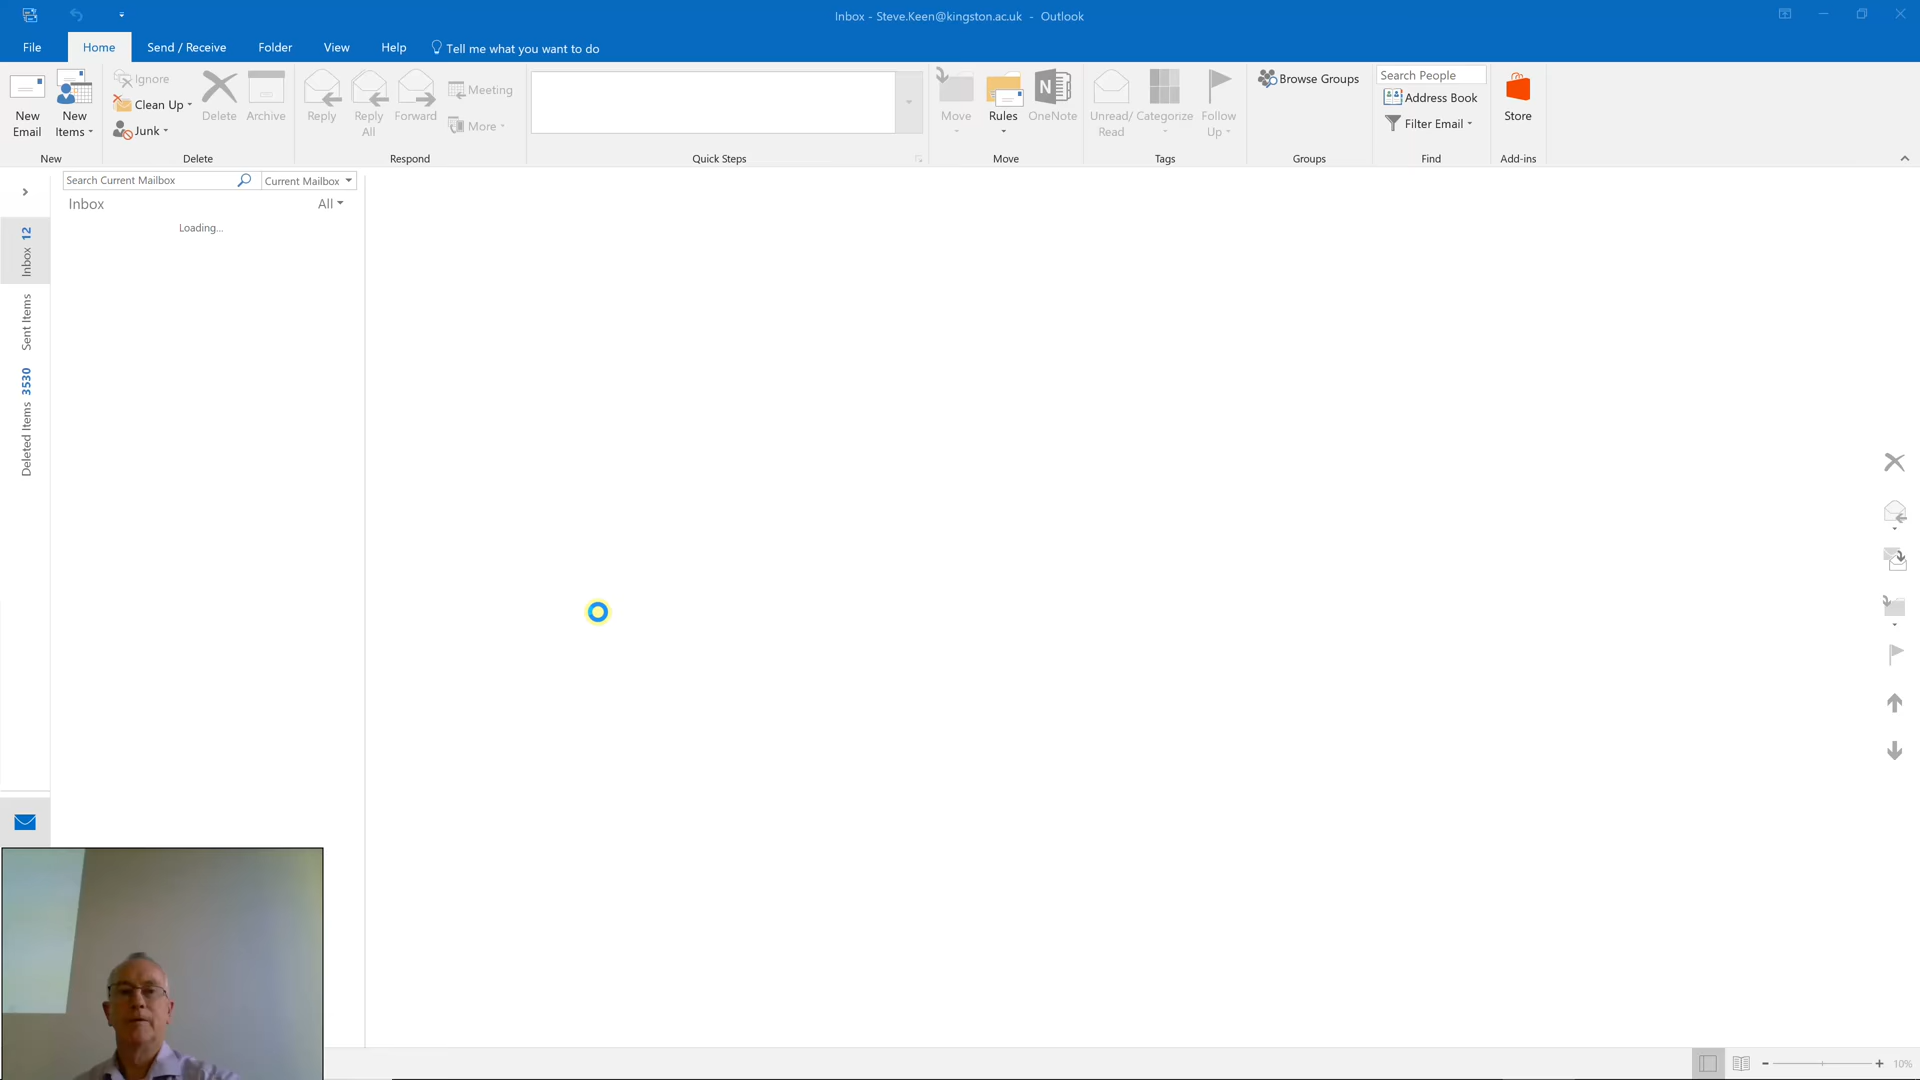 Inbox - Steve.Keen@kingston.ac.uk - Outlook
File Home Send / Receive Folder View Help Tell me what you want to do
New Email
New Items
New
Ignore
Clean Up
Junk
Delete
Archive
Delete
Reply
Reply All
Forward
Meeting
More
Respond
Quick Steps
Move
Rules
N
OneNote
Move
Unread/ Read
Categorize
Follow Up
Tags
Browse Groups
Groups
Search People
Address Book
Filter Email
Find
Store
Add-ins
Search Current Mailbox
Current Mailbox
Inbox
All
Loading...
Inbox 12
Sent Items
Deleted Items 3530
10%